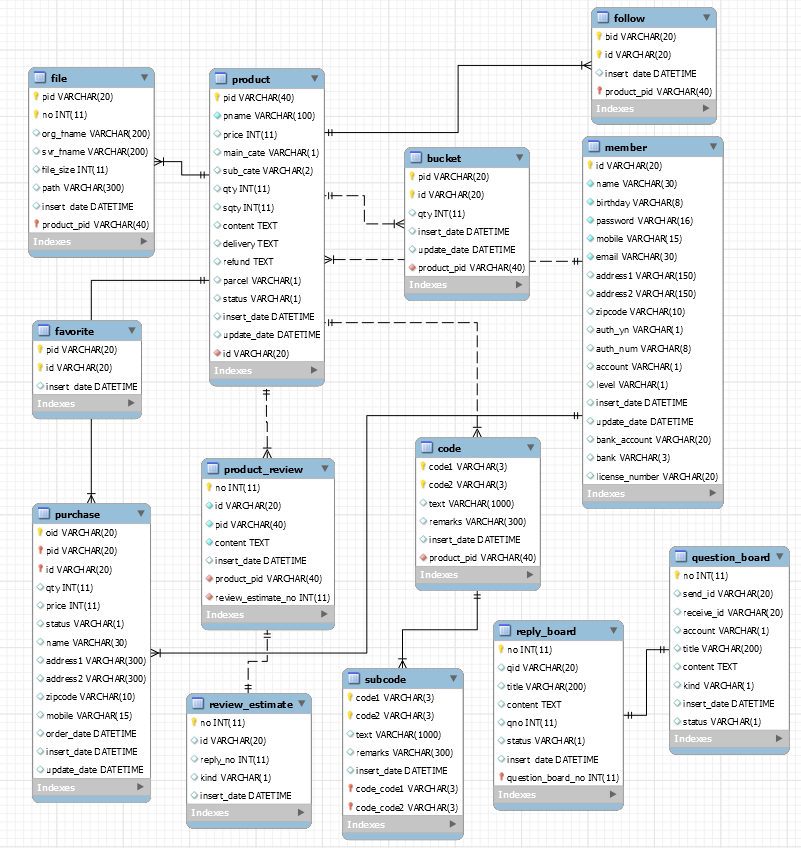 file
pid VARCHAR(20)
no INT(11)
org_fname VARCHAR(200)
svr_fname VARCHAR(200)
file_size INT(11)
path VARCHAR(300)
insert_date DATETIME
product_pid VARCHAR(40)
Indexes
product
pid VARCHAR(40)
pname VARCHAR(100)
price INT(11)
main_cate VARCHAR(1)
sub_cate VARCHAR(2)
qty INT(11)
sqty INT(11)
content TEXT
delivery TEXT
refund TEXT
parcel VARCHAR(1)
status VARCHAR(1)
insert_date DATETIME
update_date DATETIME
id VARCHAR(20)
Indexes
follow
bid VARCHAR(20)
id VARCHAR(20)
insert_date DATETIME
product_pid VARCHAR(40)
Indexes
bucket
pid VARCHAR(20)
id VARCHAR(20)
qty INT(11)
insert_date DATETIME
update_date DATETIME
product_pid VARCHAR(40)
Indexes
member
id VARCHAR(20)
name VARCHAR(30)
birthday VARCHAR(8)
password VARCHAR(16)
mobile VARCHAR(15)
email VARCHAR(30)
address1 VARCHAR(150)
address2 VARCHAR(150)
zipcode VARCHAR(10)
auth_yn VARCHAR(1)
auth_num VARCHAR(8)
account VARCHAR(1)
level VARCHAR(1)
insert_date DATETIME
update_date DATETIME
bank_account VARCHAR(20)
bank VARCHAR(3)
license_number VARCHAR(20)
Indexes
favorite
pid VARCHAR(20)
id VARCHAR(20)
insert_date DATETIME
Indexes
purchase
oid VARCHAR(20)
pid VARCHAR(20)
id VARCHAR(20)
qty INT(11)
price INT(11)
status VARCHAR(1)
name VARCHAR(30)
address1 VARCHAR(300)
address2 VARCHAR(300)
zipcode VARCHAR(10)
mobile VARCHAR(15)
order_date DATETIME
insert_date DATETIME
update_date DATETIME
Indexes
product_review
no INT(11)
id VARCHAR(20)
pid VARCHAR(40)
content TEXT
insert_date DATETIME
product_pid VARCHAR(40)
review_estimate_no INT(11)
Indexes
review_estimate
no INT(11)
id VARCHAR(20)
reply_no INT(11)
kind VARCHAR(1)
insert_date DATETIME
Indexes
code
code1 VARCHAR(3)
code2 VARCHAR(3)
text VARCHAR(1000)
remarks VARCHAR(300)
insert_date DATETIME
product_pid VARCHAR(40)
Indexes
subcode
code1 VARCHAR(3)
code2 VARCHAR(3)
text VARCHAR(1000)
remarks VARCHAR(300)
insert_date DATETIME
code_code1 VARCHAR(3)
code_code2 VARCHAR(3)
Indexes
reply_board
no INT(11)
qid VARCHAR(20)
title VARCHAR(200)
content TEXT
qno INT(11)
status VARCHAR(1)
insert_date DATETIME
question_board_no INT(11)
Indexes
question_board
no INT(11)
send_id VARCHAR(20)
receive_id VARCHAR(20)
account VARCHAR(1)
title VARCHAR(200)
content TEXT
kind VARCHAR(1)
insert_date DATETIME
status VARCHAR(1)
Indexes